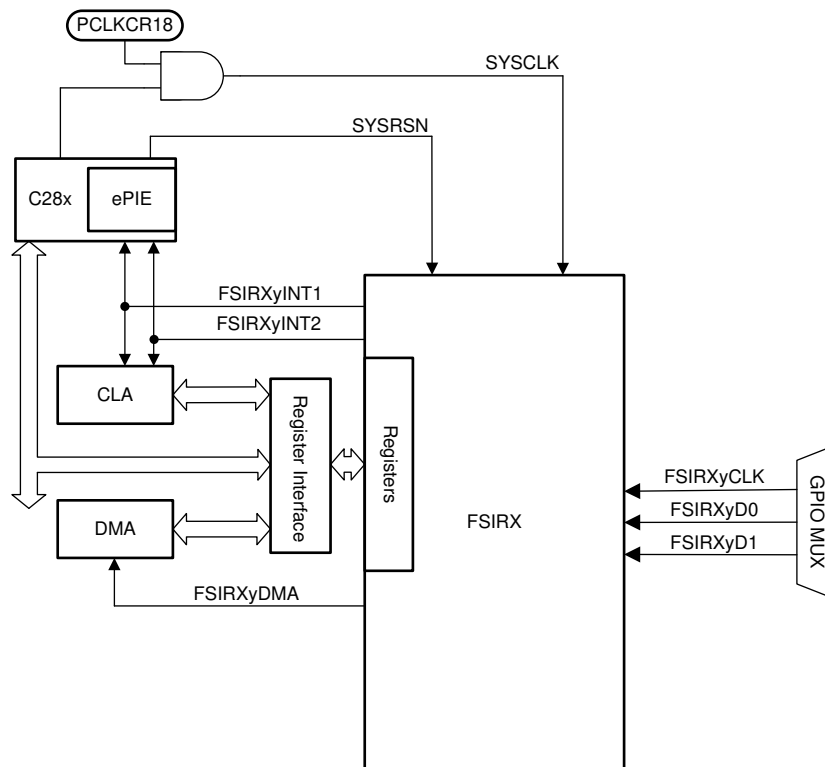 PCLKCR18
SYSCLK
SYSRSN
C28x
ePIE
FSIRXyINT1
FSIRXyINT2
CLA
Register Interface
Registers
FSIRXyCLK
DMA
FSIRX
FSIRXyD0
FSIRXyD1
GPIO MUX
FSIRXyDMA